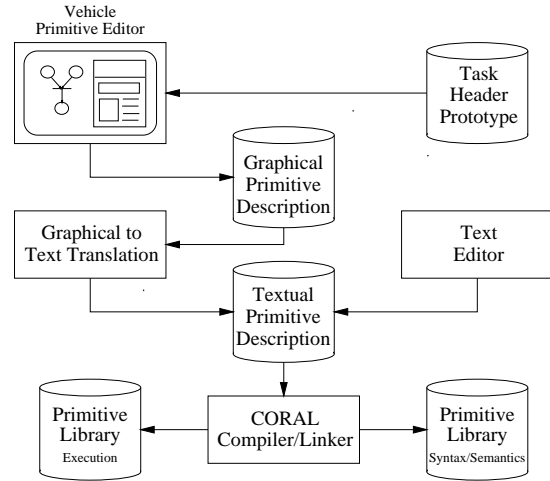 Vehicle
Primitive Editor
Task
Header
Prototype
Graphical
Primitive
Description
Graphical to
Text Translation
Text
Editor
Textual
Primitive
Description
Primitive
Library
Execution
CORAL
Compiler/Linker
Primitive
Library
Syntax/Semantics